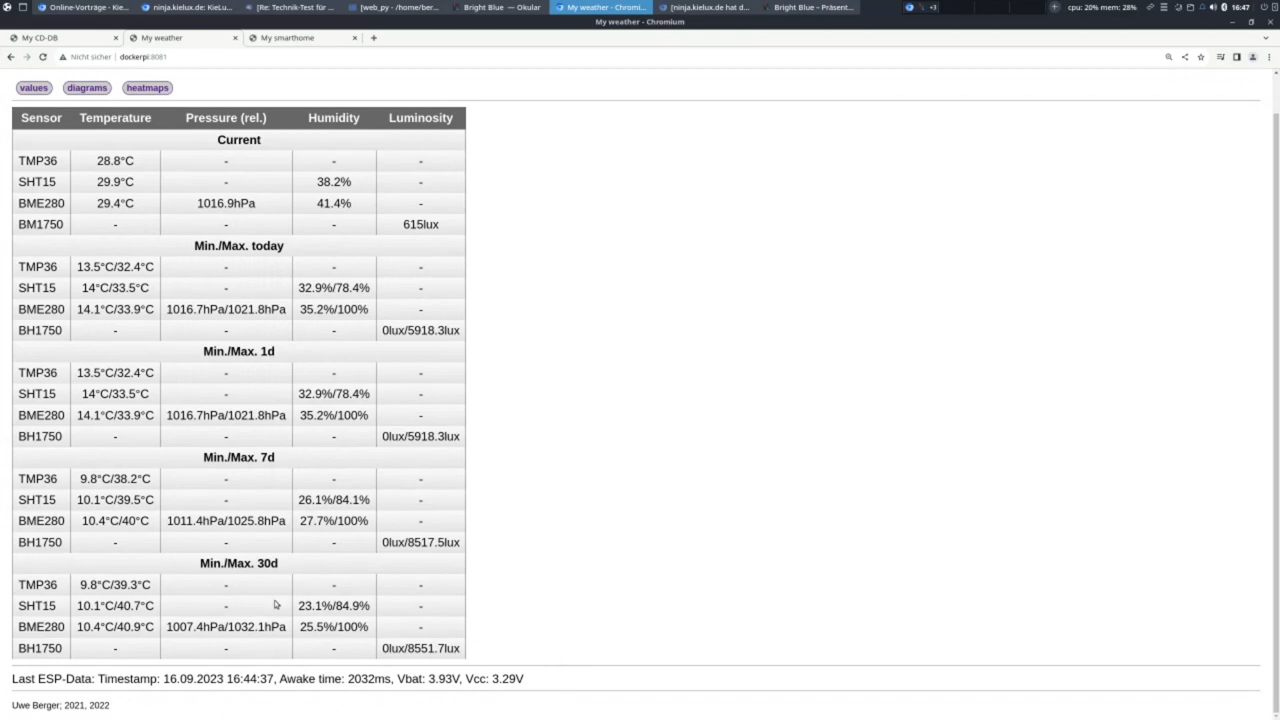 Online-Vorträge - Kie...
ninja.kielux.de: KieLu...
[Re: Technik-Test für ...
[web_py - /home/ber...
Bright Blue — Okular
My weather - Chromi...
[ninja.kielux.de hat d...
Bright Blue – Präsent...
+3
cpu: 20% mem: 28%
16:47
My weather - Chromium
My CD-DB
My weather
My smarthome
Nicht sicher | dockerpi:8081
values diagrams heatmaps
Sensor Temperature Pressure (rel.) Humidity Luminosity
Current
TMP36 28.8°C - - -
SHT15 29.9°C - 38.2% -
BME280 29.4°C 1016.9hPa 41.4% -
BM1750 - - - 615lux
Min./Max. today
TMP36 13.5°C/32.4°C - - -
SHT15 14°C/33.5°C - 32.9%/78.4% -
BME280 14.1°C/33.9°C 1016.7hPa/1021.8hPa 35.2%/100% -
BH1750 - - - 0lux/5918.3lux
Min./Max. 1d
TMP36 13.5°C/32.4°C - - -
SHT15 14°C/33.5°C - 32.9%/78.4% -
BME280 14.1°C/33.9°C 1016.7hPa/1021.8hPa 35.2%/100% -
BH1750 - - - 0lux/5918.3lux
Min./Max. 7d
TMP36 9.8°C/38.2°C - - -
SHT15 10.1°C/39.5°C - 26.1%/84.1% -
BME280 10.4°C/40°C 1011.4hPa/1025.8hPa 27.7%/100% -
BH1750 - - - 0lux/8517.5lux
Min./Max. 30d
TMP36 9.8°C/39.3°C - - -
SHT15 10.1°C/40.7°C - 23.1%/84.9% -
BME280 10.4°C/40.9°C 1007.4hPa/1032.1hPa 25.5%/100% -
BH1750 - - - 0lux/8551.7lux
Last ESP-Data: Timestamp: 16.09.2023 16:44:37, Awake time: 2032ms, Vbat: 3.93V, Vcc: 3.29V
Uwe Berger; 2021, 2022